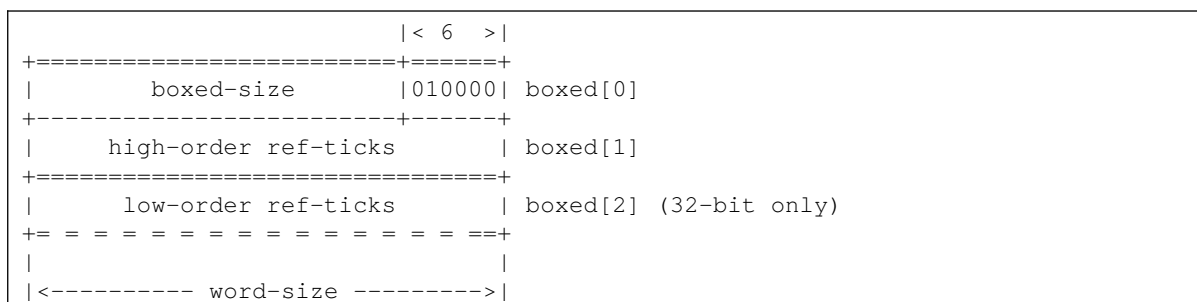 |< 6  >|
+=========================+======+
|        boxed-size       |010000| boxed[0]
+-------------------------+------+
|     high-order ref-ticks       | boxed[1]
+================================+
|      low-order ref-ticks       | boxed[2] (32-bit only)
+= = = = = = = = = = = = = = = ==+
|                                |
|<---------- word-size --------->|